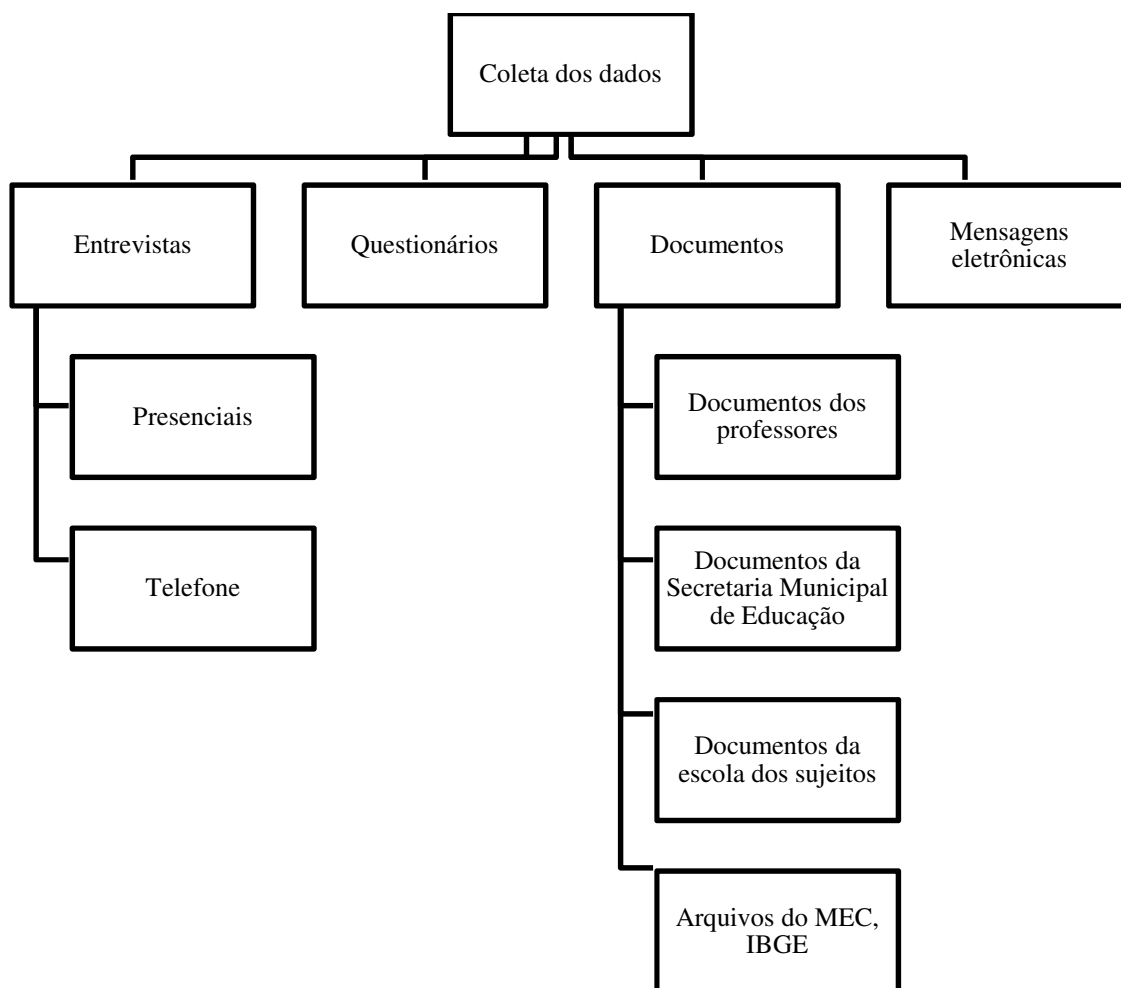 Coleta dos dados
Entrevistas
Questionários
Documentos
Mensagens
eletrônicas
Presenciais
Telefone
Documentos dos
professores
Documentos da
Secretaria Municipal
de Educação
Documentos da
escola dos sujeitos
Arquivos do MEC,
IBGE